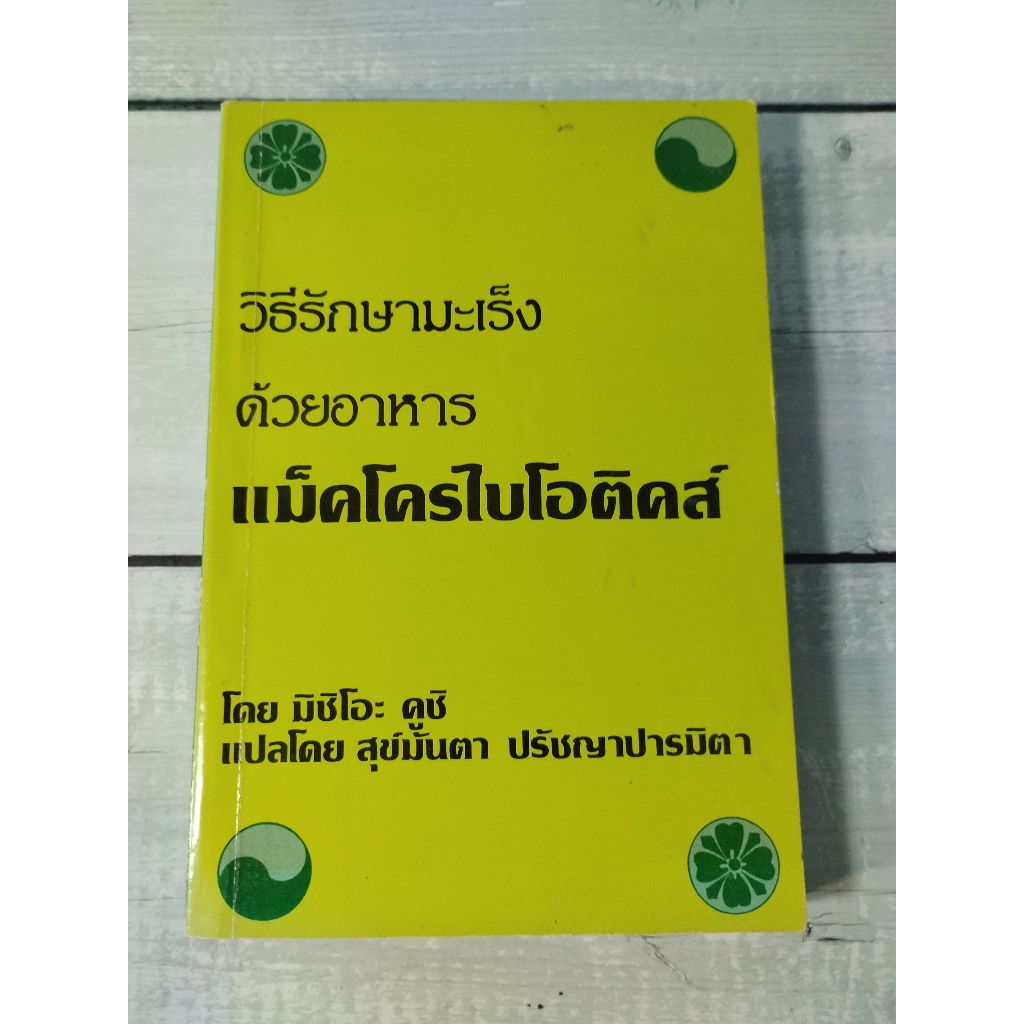 วิธีรักษามะเร็ง
ด้วยอาหาร
แม็คโครไบโอติคส์
โดย มิชิโอะ คูชิ
แปลโดย สุข์มันตา ปรัชญาปารมิตา